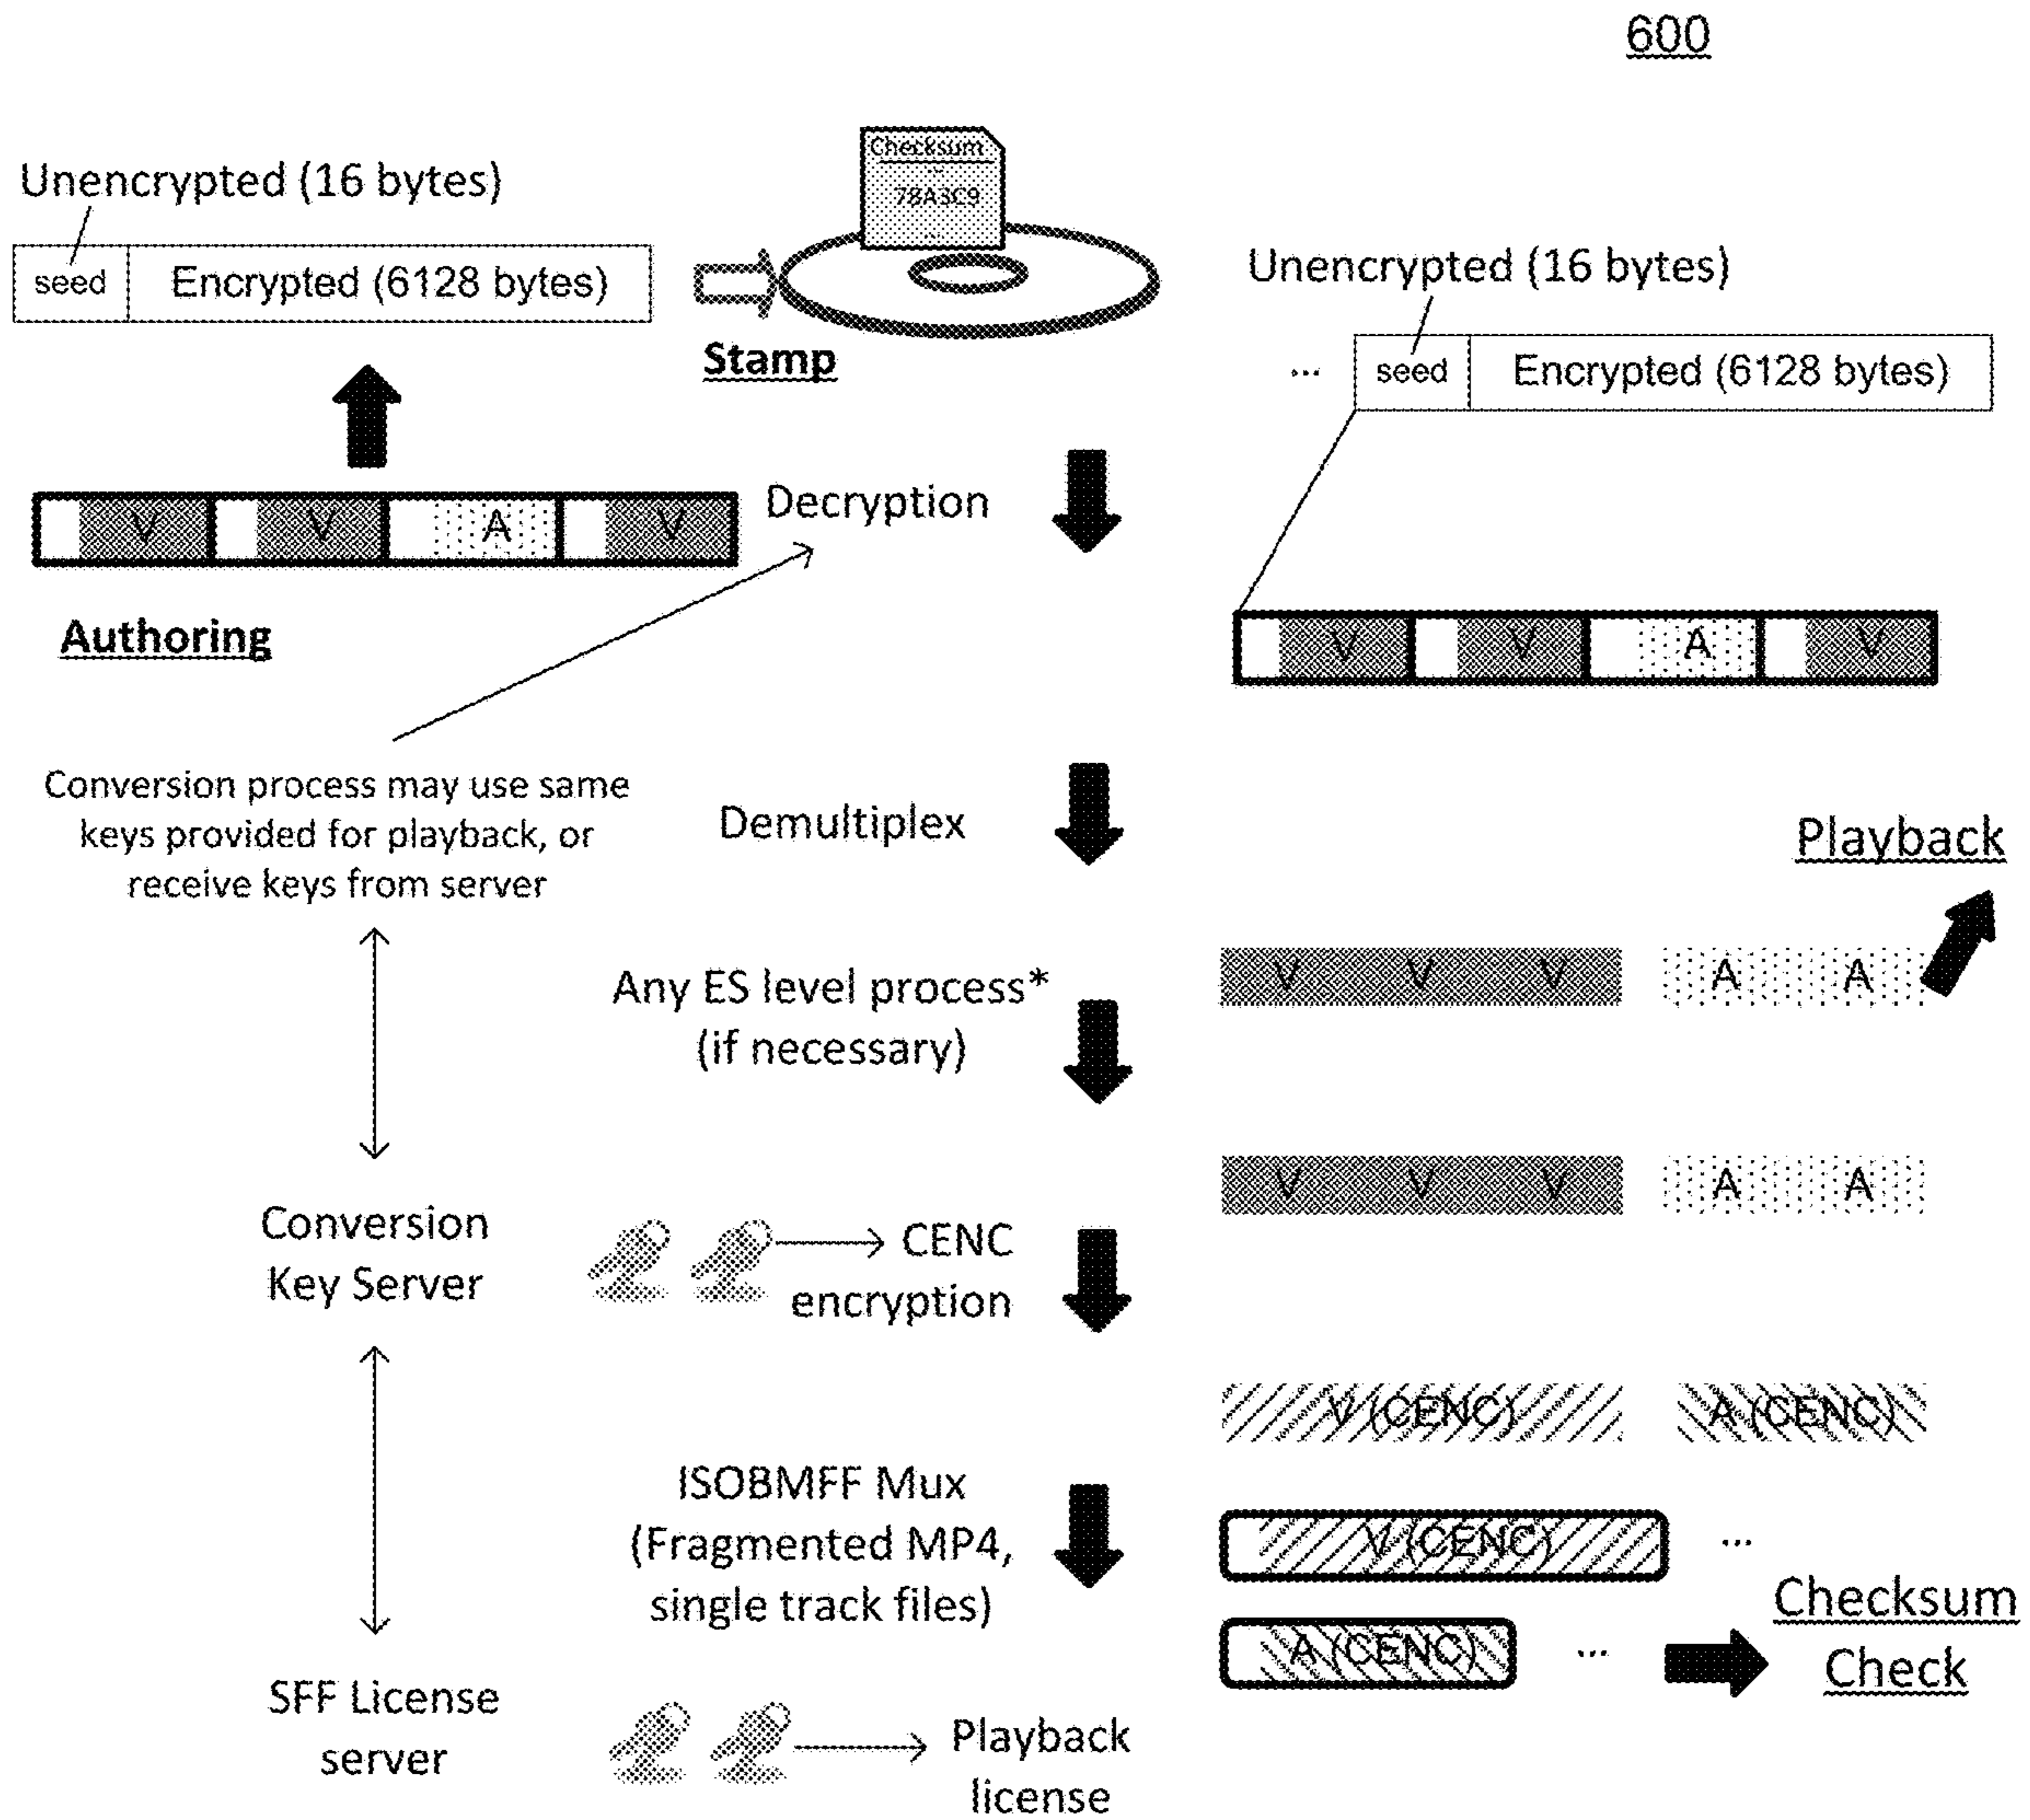 600
Checksum
...
78A3C9
...
Unencrypted (16 bytes)
seed
Encrypted (6128 bytes)
Stamp
Unencrypted (16 bytes)
...
seed
Encrypted (6128 bytes)
V
V
A
V
Authoring
Decryption
V
V
A
V
Conversion process may use same
keys provided for playback, or
receive keys from server
Demultiplex
Playback
Any ES level process*
(if necessary)
V
V
V
A
A
V
V
V
A
A
Conversion
Key Server
CENC
encryption
V (CENC)
A (CENC)
ISOBMFF Mux
(Fragmented MP4,
single track files)
V (CENC)
...
A (CENC)
...
Checksum
Check
SFF License
server
Playback
license